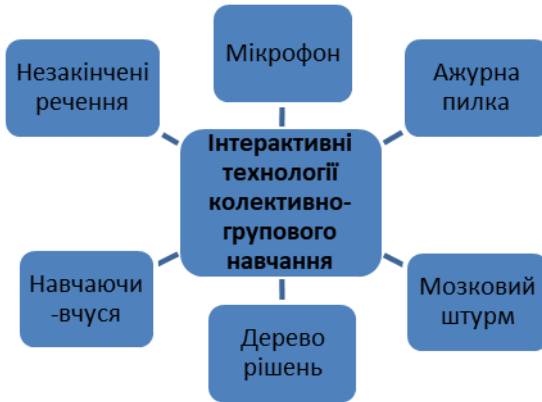 Мікрофон
Незакінчені
речення
Ажурна
пилка
Інтерактивні
технології
колективно-
групового
навчання
Навчаючи
-вчуся
Мозковий
штурм
Дерево
рішень